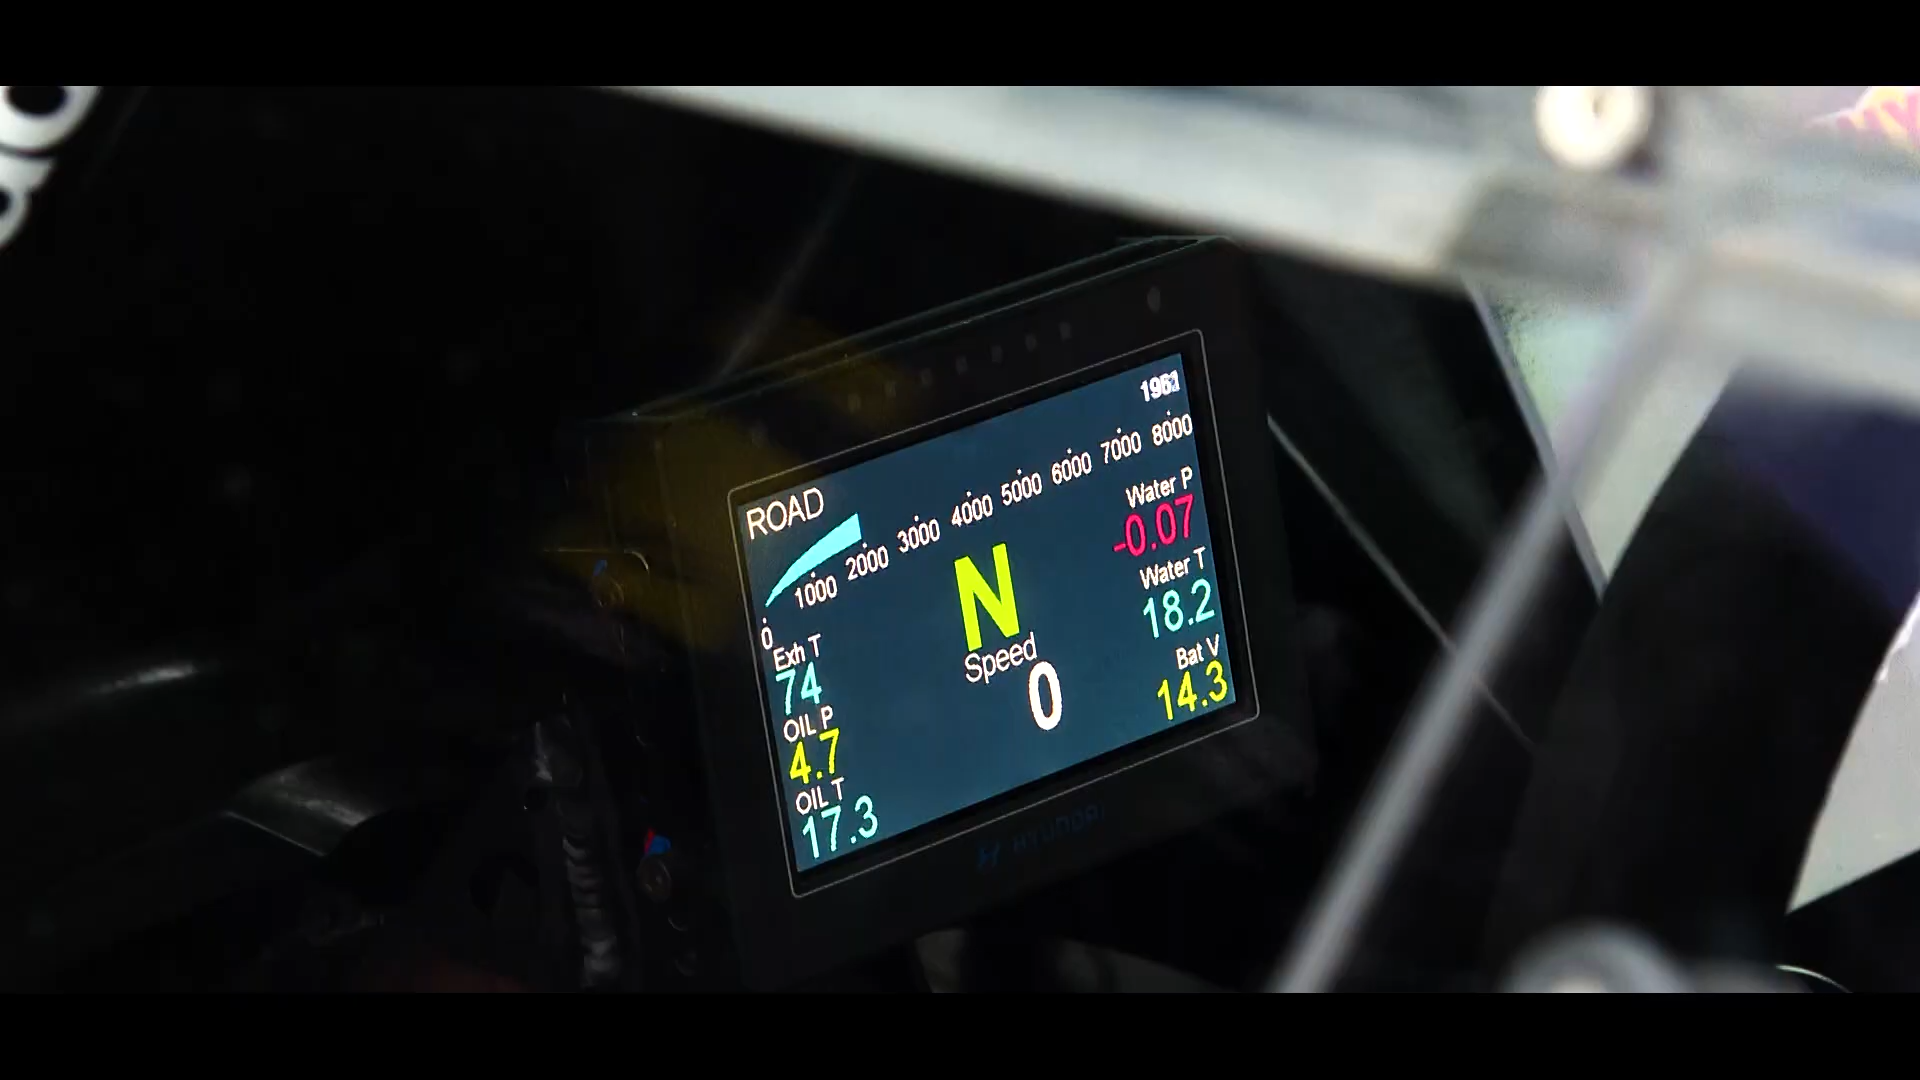 ROAD
0 1000 2000 3000 4000 5000 6000 7000 8000
N
Speed
0
Exh T
74
OIL P
4.7
OIL T
17.3
Water P
-0.07
Water T
18.2
Bat V
14.3
HYUNDAI